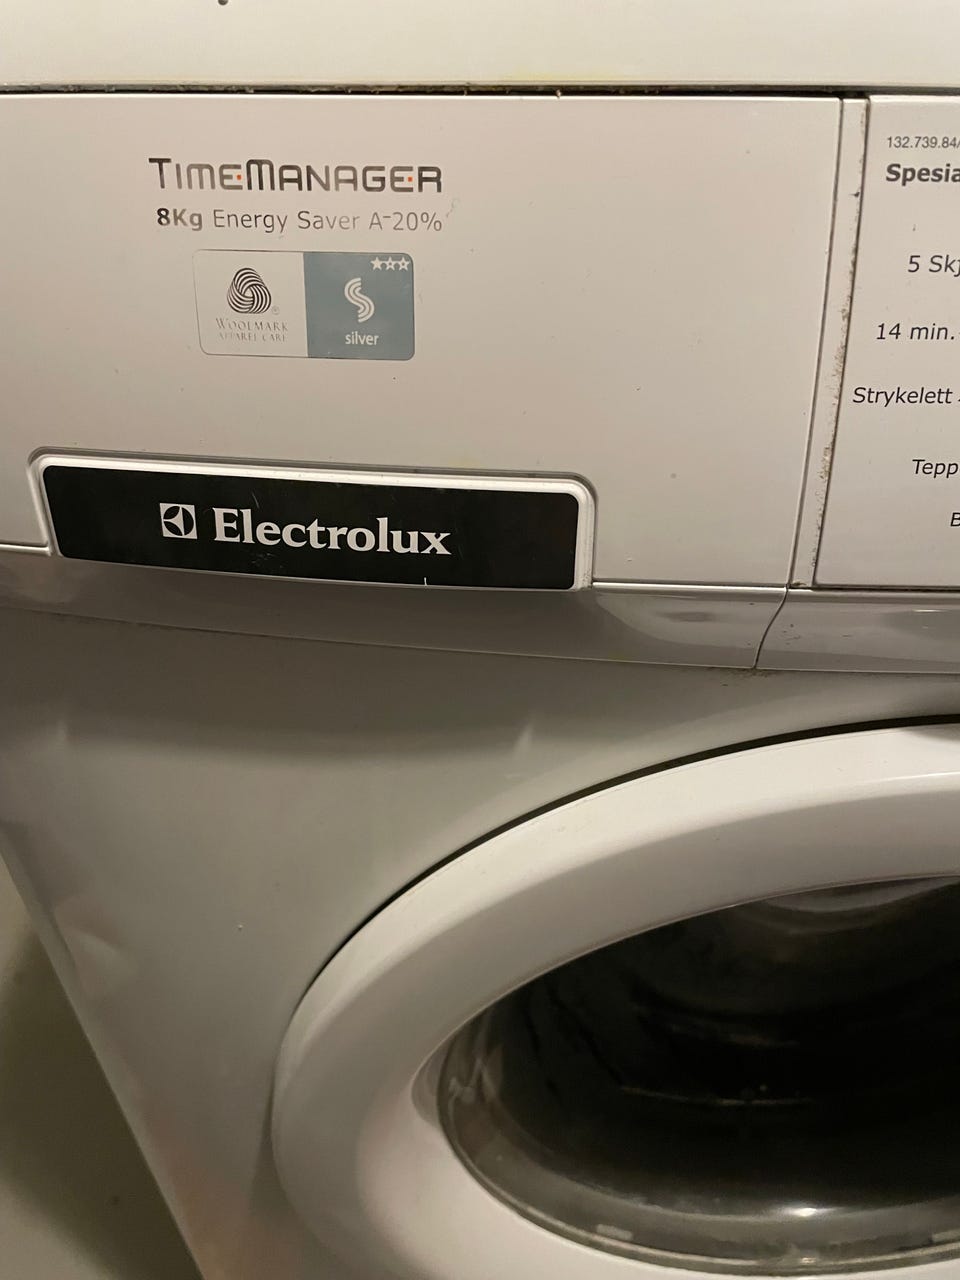 TIMEMANAGER
8Kg Energy Saver A-20%
WOOLMARK
APPAREL CARE
silver
Electrolux
132.739.84/
Spesia
5 Skj
14 min.
Strykelett
Tepp
B